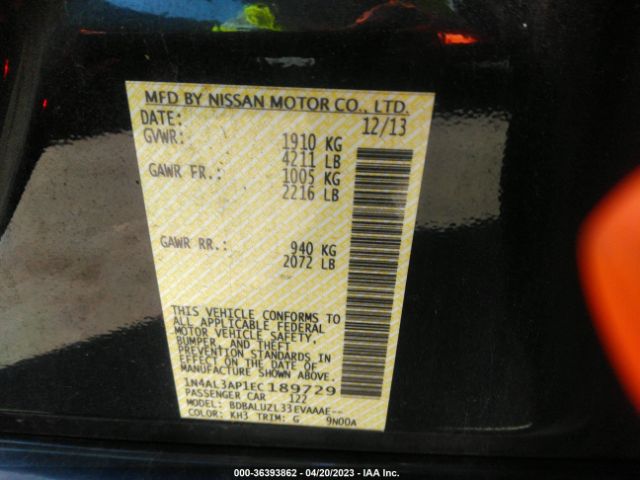 MFD BY NISSAN MOTOR CO., LTD.
DATE: 12/13
GVWR: 1910 KG
4211 LB
GAWR FR.: 1005 KG
2216 LB
GAWR RR.: 940 KG
2072 LB
THIS VEHICLE CONFORMS TO
ALL APPLICABLE FEDERAL
MOTOR VEHICLE SAFETY,
BUMPER, AND THEFT
PREVENTION STANDARDS IN
EFFECT ON THE DATE OF
MANUFACTURE SHOWN ABOVE.
1N4AL3AP1EC189729
PASSENGER CAR 122
MODEL: BDBALUZL33EVAAAE--
COLOR: KH3 TRIM: G 9N00A
000-36393862 - 04/20/2023 - IAA Inc.